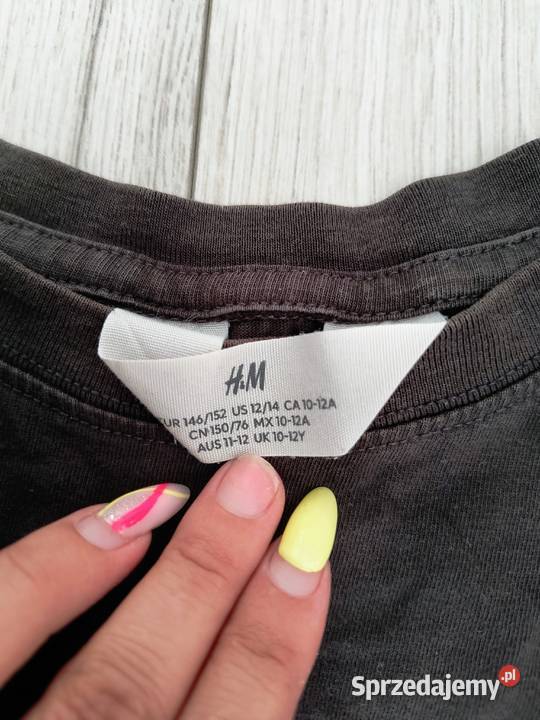 H&M
EUR 146/152 US 12/14 CA 10-12A
CN 150/76 MX 10-12A
AUS 11-12 UK 10-12Y
Sprzedajemy.pl